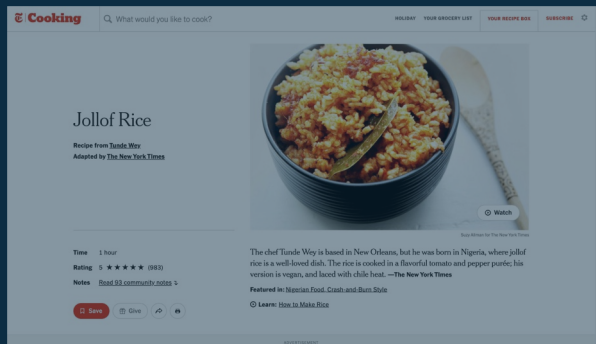 T Cooking
What would you like to cook?
HOLIDAY YOUR GROCERY LIST YOUR RECIPE BOX SUBSCRIBE
Jollof Rice
Recipe from Tunde Wey
Adapted by The New York Times
Watch
Time 1 hour
Rating 5 ★★★★★ (983)
Notes Read 93 community notes
Save Give
The chef Tunde Wey is based in New Orleans, but he was born in Nigeria, where jollof
rice is a well-loved dish. The rice is cooked in a flavorful tomato and pepper purée; his
version is vegan, and laced with chile heat. —The New York Times
Featured in: Nigerian Food, Crash-and-Burn Style
Learn: How to Make Rice
ADVERTISEMENT